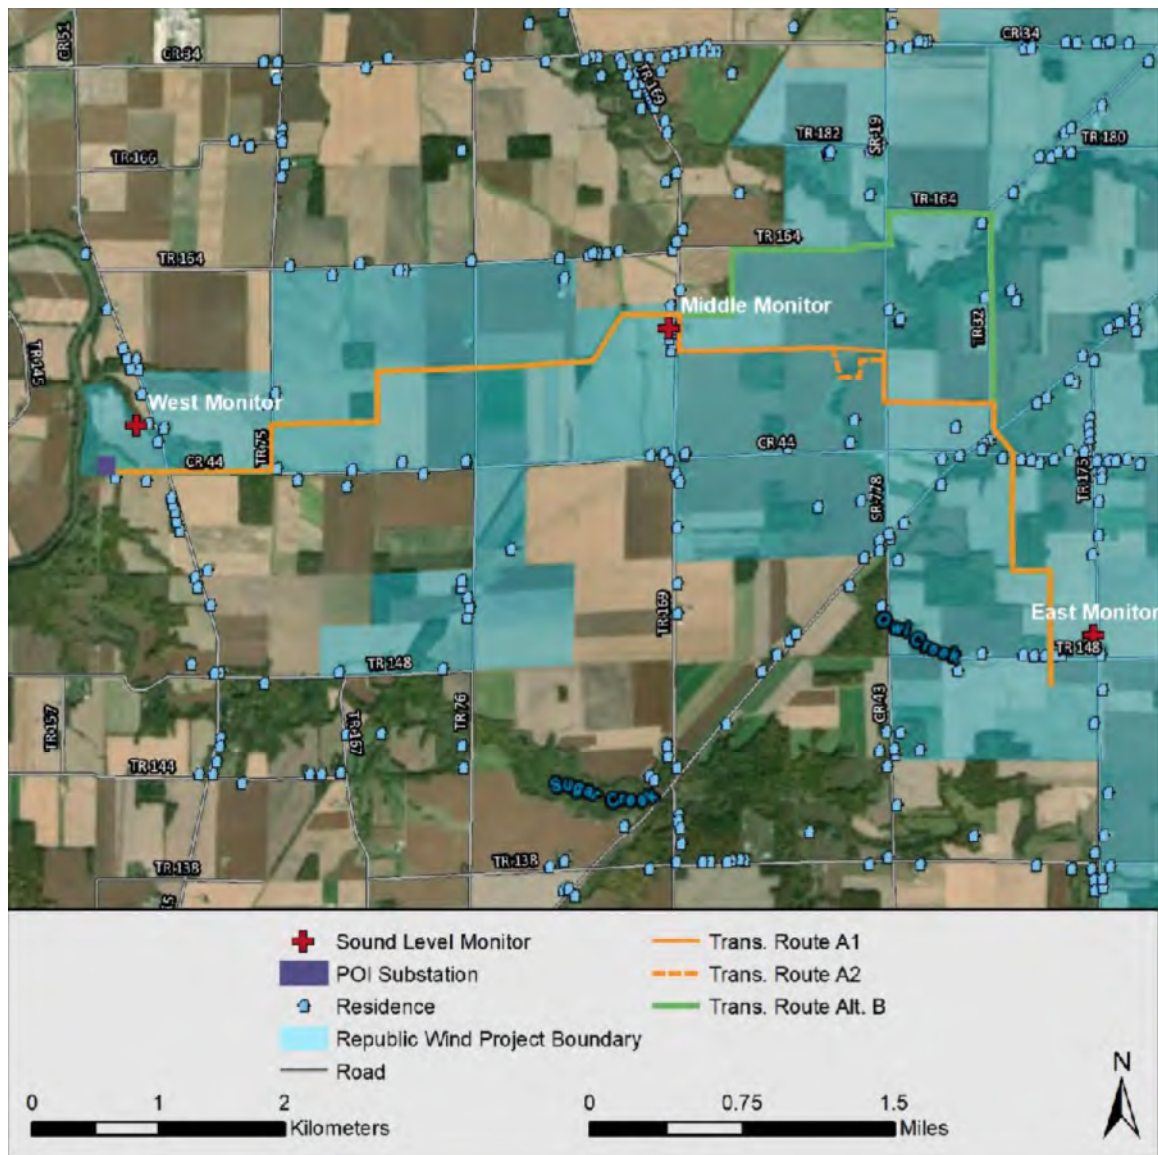 CR 51
CR 34
TR 169
CR 34
SR 19
TR 182
TR 180
TR 166
TR 164
TR 164
TR 164
Middle Monitor
TR 32
TR 145
West Monitor
CR 44
TR 75
CR 44
TR 175
SR 778
East Monitor
TR 169
Owl Creek
TR 148
TR 148
TR 157
TR 167
TR 76
CR 43
TR 144
Sugar Creek
TR 138
TR 138
Sound Level Monitor
POI Substation
Residence
Republic Wind Project Boundary
Road
Trans. Route A1
Trans. Route A2
Trans. Route Alt. B
N
0 1 2
Kilometers
0 0.75 1.5
Miles